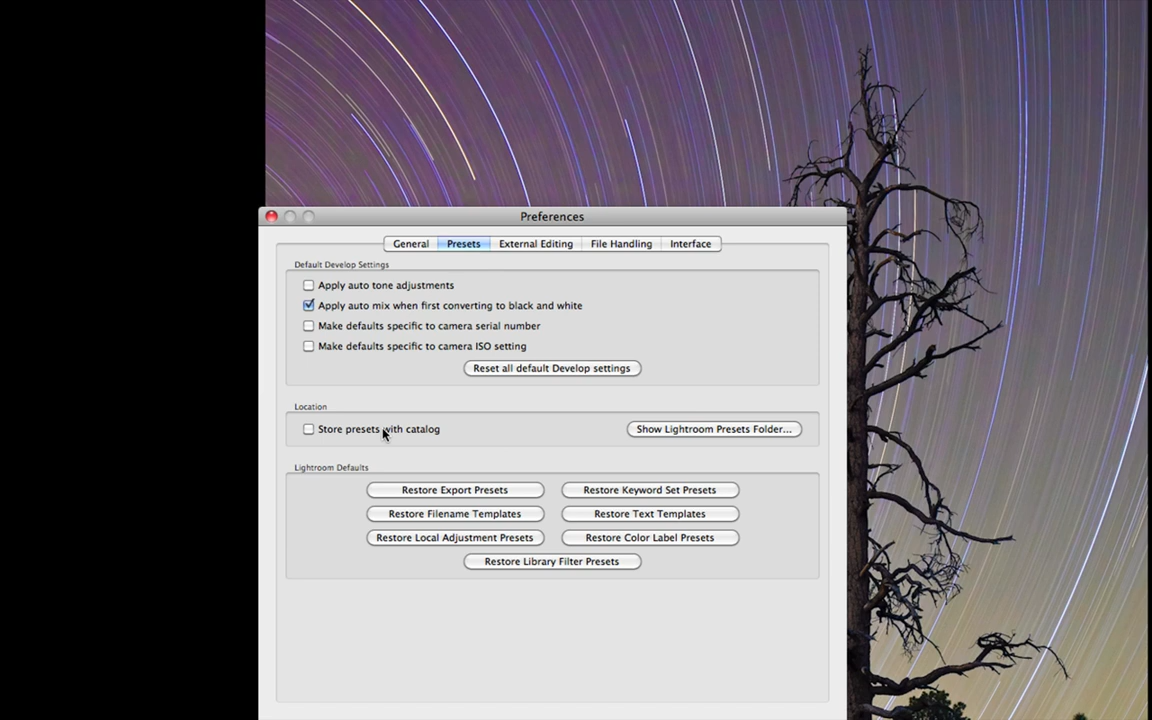 Preferences
General Presets External Editing File Handling Interface
Default Develop Settings
Apply auto tone adjustments
Apply auto mix when first converting to black and white
Make defaults specific to camera serial number
Make defaults specific to camera ISO setting
Reset all default Develop settings
Location
Store presets with catalog Show Lightroom Presets Folder...
Lightroom Defaults
Restore Export Presets Restore Keyword Set Presets
Restore Filename Templates Restore Text Templates
Restore Local Adjustment Presets Restore Color Label Presets
Restore Library Filter Presets